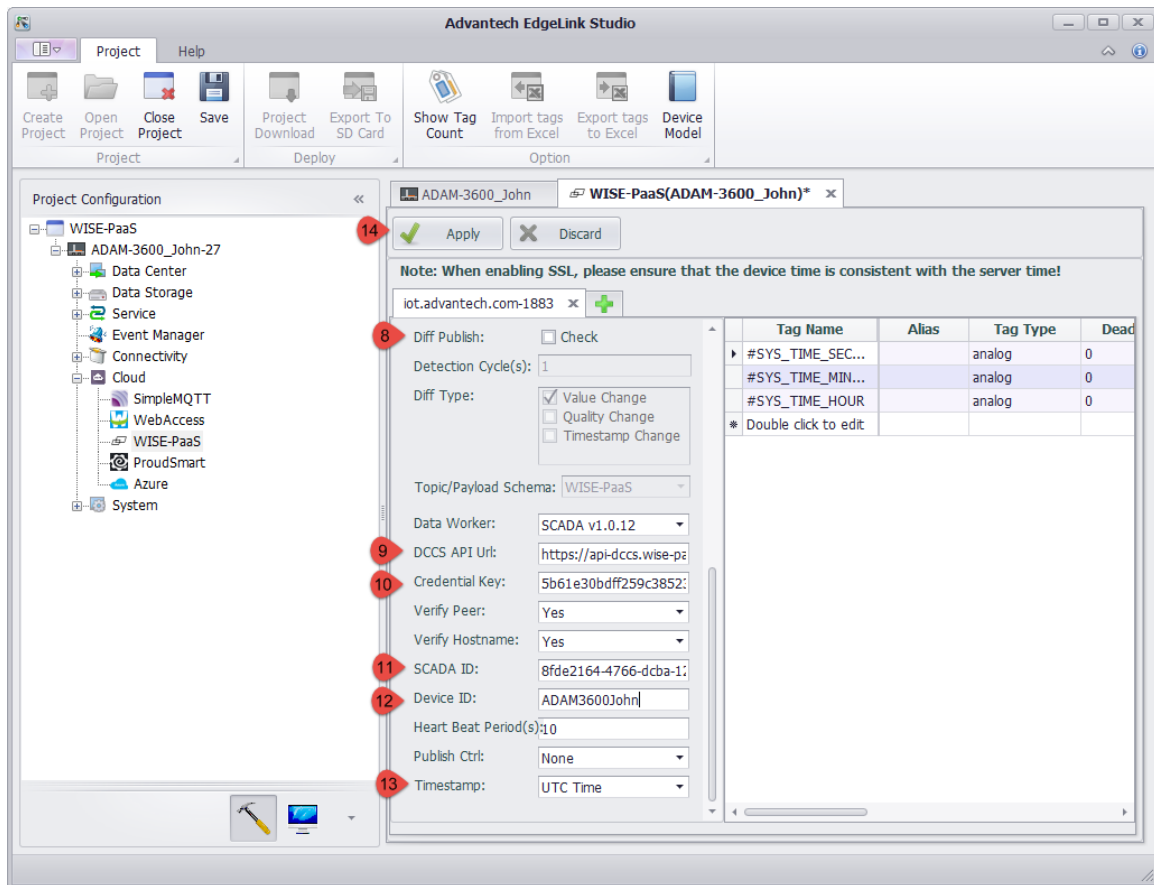 Advantech EdgeLink Studio
Project Help
Create Project Open Project Close Project Save Project Download Export To SD Card Show Tag Count Import tags from Excel Export tags to Excel Device Model
Project Deploy Option
Project Configuration
WISE-PaaS
ADAM-3600_John-27
Data Center
Data Storage
Service
Event Manager
Connectivity
Cloud
SimpleMQTT
WebAccess
WISE-PaaS
ProudSmart
Azure
System
ADAM-3600_John WISE-PaaS(ADAM-3600_John)*
14 Apply Discard
Note: When enabling SSL, please ensure that the device time is consistent with the server time!
iot.advantech.com-1883
8 Diff Publish: Check
Detection Cycle(s): 1
Diff Type: Value Change
Quality Change
Timestamp Change
Topic/Payload Schema: WISE-PaaS
Data Worker: SCADA v1.0.12
9 DCCS API Url: https://api-dccs.wise-pa
10 Credential Key: 5b61e30bdff259c38523
Verify Peer: Yes
Verify Hostname: Yes
11 SCADA ID: 8fde2164-4766-dcba-12
12 Device ID: ADAM3600John
Heart Beat Period(s): 10
Publish Ctrl: None
13 Timestamp: UTC Time
Tag Name Alias Tag Type Dead
#SYS_TIME_SEC... analog 0
#SYS_TIME_MIN... analog 0
#SYS_TIME_HOUR analog 0
* Double click to edit